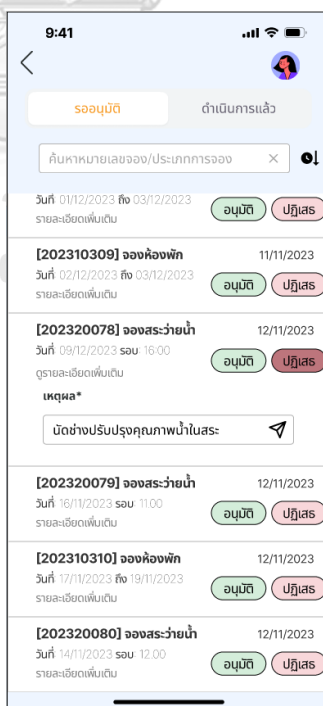 9:41
รออนุมัติ ดำเนินการแล้ว
ค้นหาหมายเลขจอง/ประเภทการจอง ×
วันที่ 01/12/2023 ถึง 03/12/2023
รายละเอียดเพิ่มเติม
อนุมัติ ปฏิเสธ
[202310309] จองห้องพัก 11/11/2023
วันที่ 02/12/2023 ถึง 03/12/2023
รายละเอียดเพิ่มเติม
อนุมัติ ปฏิเสธ
[202320078] จองสระว่ายน้ำ 12/11/2023
วันที่ 09/12/2023 รอบ 16:00
ดูรายละเอียดเพิ่มเติม
อนุมัติ ปฏิเสธ
เหตุผล*
นัดช่างปรับปรุงคุณภาพน้ำในสระ
[202320079] จองสระว่ายน้ำ 12/11/2023
วันที่ 16/11/2023 รอบ 11.00
รายละเอียดเพิ่มเติม
อนุมัติ ปฏิเสธ
[202310310] จองห้องพัก 12/11/2023
วันที่ 17/11/2023 ถึง 19/11/2023
รายละเอียดเพิ่มเติม
อนุมัติ ปฏิเสธ
[202320080] จองสระว่ายน้ำ 12/11/2023
วันที่ 14/11/2023 รอบ 12.00
รายละเอียดเพิ่มเติม
อนุมัติ ปฏิเสธ